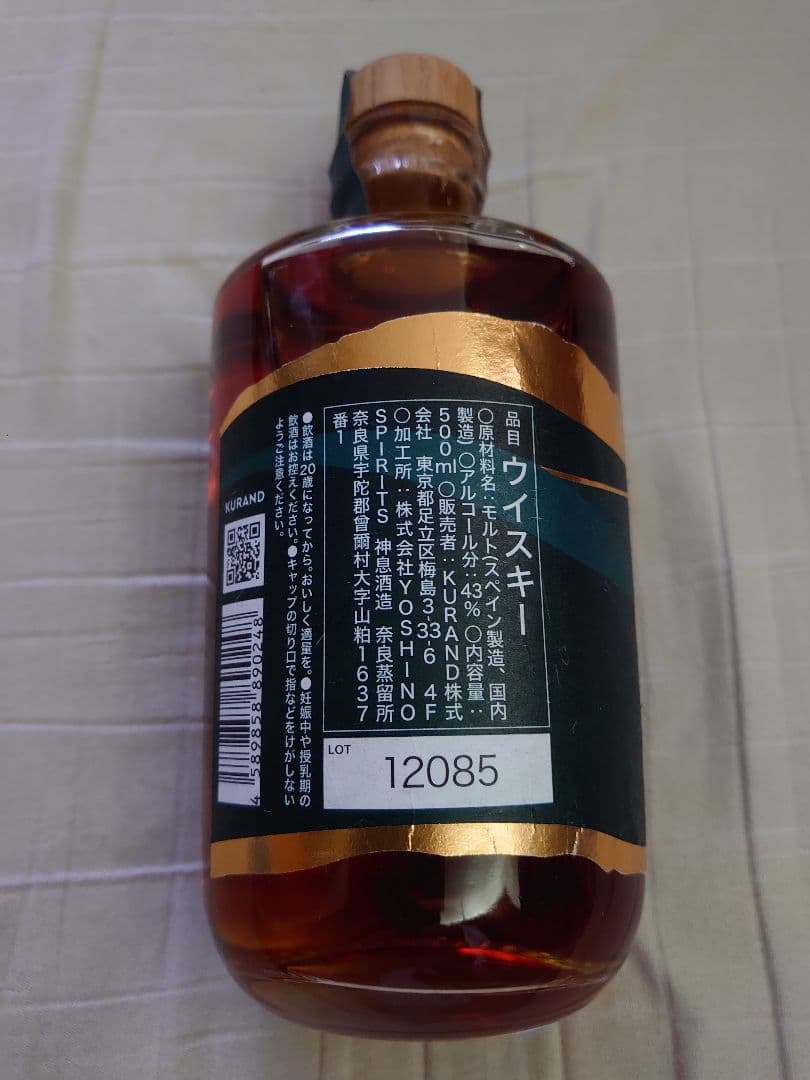 品目 ウイスキー
○原材料名：モルト（スペイン製造、国内
製造）○アルコール分：43% ○内容量：
500ml ○販売者：KURAND株式
会社 東京都足立区梅島3-33-6 4F
○加工所：株式会社YOSHINO
SPIRITS 神息酒造 奈良蒸留所
奈良県宇陀郡曾爾村大字山粕1637
番1
●飲酒は20歳になってから。おいしく適量を。●妊娠中や授乳期の
飲酒はお控えください。●キャップの切り口で指などをけがしない
ようご注意ください。
KURAND
4 589858 890248
LOT
12085